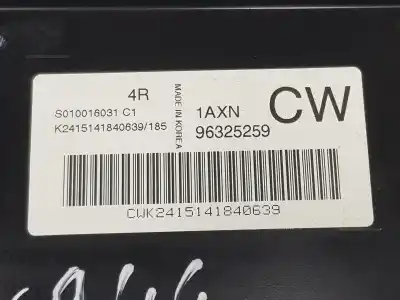 4R
S010016031 C1
K2415141840639/185
MADE IN KOREA
1AXN
96325259
CW
CWK2415141840639